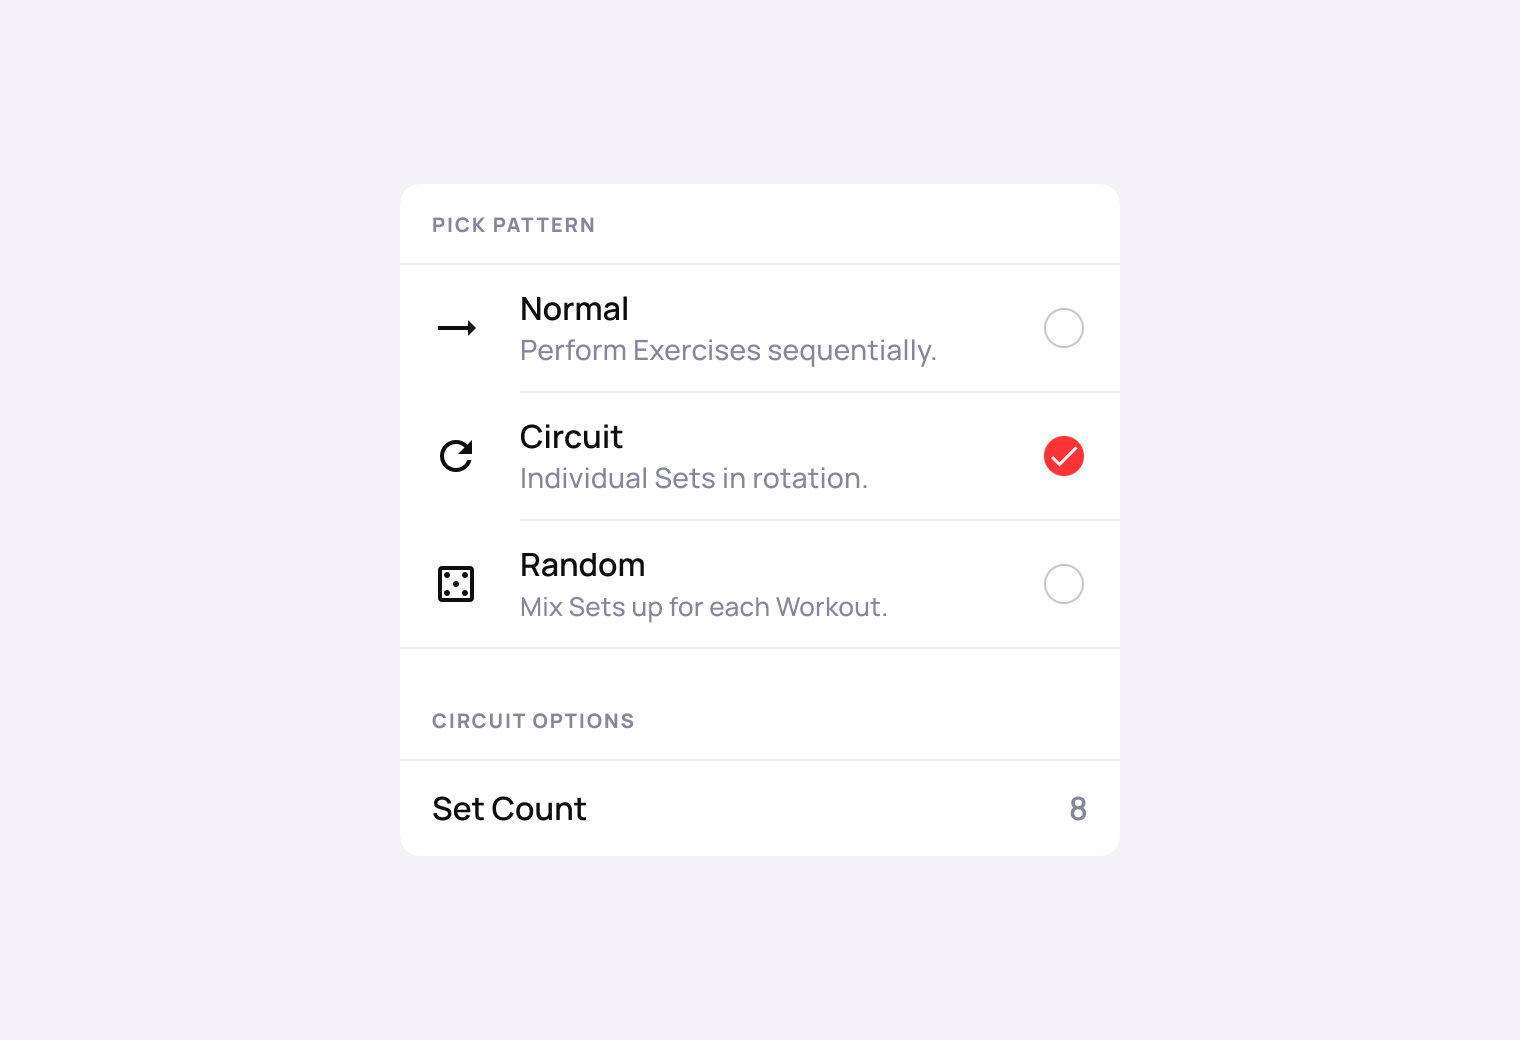 PICK PATTERN
Normal
Perform Exercises sequentially.
Circuit
Individual Sets in rotation.
Random
Mix Sets up for each Workout.
CIRCUIT OPTIONS
Set Count 8